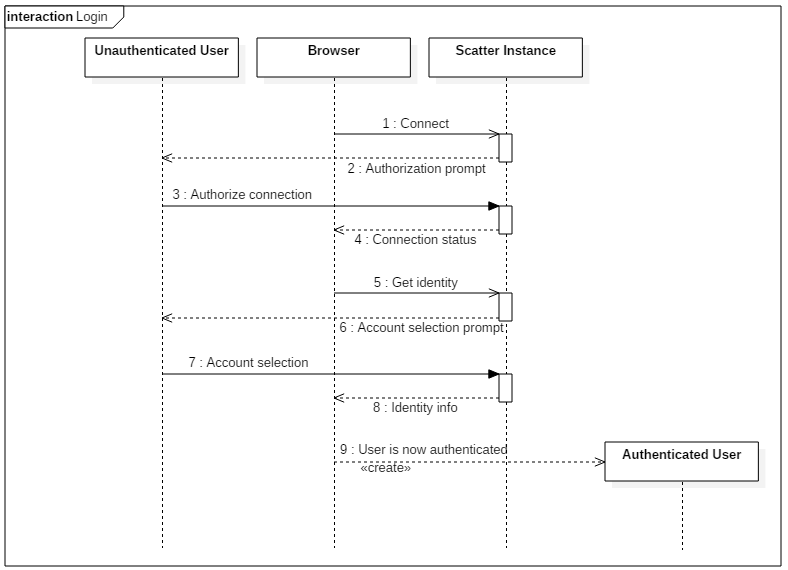 interaction Login
Unauthenticated User
Browser
Scatter Instance
1 : Connect
2 : Authorization prompt
3 : Authorize connection
4 : Connection status
5 : Get identity
6 : Account selection prompt
7 : Account selection
8 : Identity info
9 : User is now authenticated
«create»
Authenticated User